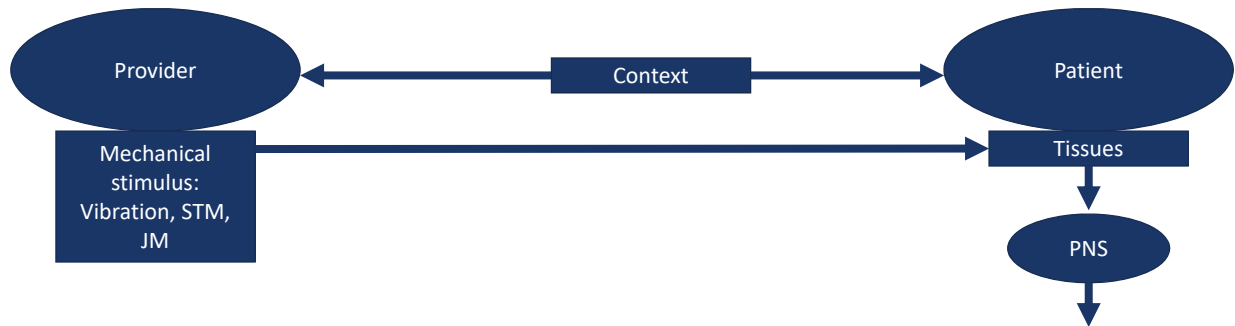 Provider
Context
Patient
Mechanical
stimulus:
Vibration, STM,
JM
Tissues
PNS